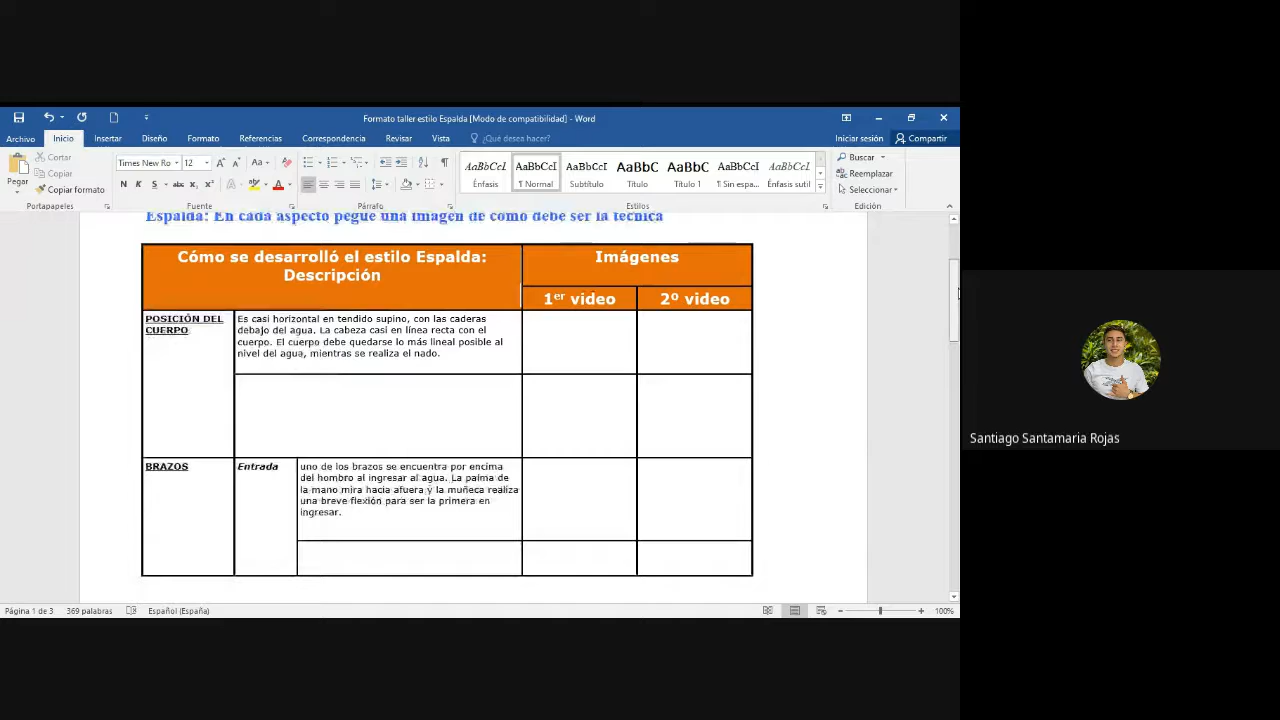 Formato taller estilo Espalda [Modo de compatibilidad] - Word
Archivo Inicio Insertar Diseño Formato Referencias Correspondencia Revisar Vista ¿Qué desea hacer? Iniciar sesión Compartir
Pegar
Cortar
Copiar
Copiar formato
Portapapeles
Times New Ro 12
N K S abc x₂ x²
Fuente
Párrafo
AaBbCcI AaBbCcI AaBbCcI AaBbC AaBbC AaBbCcI AaBbCcI
Énfasis ¶ Normal Subtítulo Título Título 1 ¶ Sin espa... Énfasis sutil
Estilos
Buscar
Reemplazar
Seleccionar
Edición
Espalda: En cada aspecto pegue una imagen de cómo debe ser la técnica
Cómo se desarrolló el estilo Espalda:
Descripción
Imágenes
1er video
2º video
POSICIÓN DEL
CUERPO
Es casi horizontal en tendido supino, con las caderas
debajo del agua. La cabeza casi en línea recta con el
cuerpo. El cuerpo debe quedarse lo más lineal posible al
nivel del agua, mientras se realiza el nado.
BRAZOS
Entrada
uno de los brazos se encuentra por encima
del hombro al ingresar al agua. La palma de
la mano mira hacia afuera y la muñeca realiza
una breve flexión para ser la primera en
ingresar.
Página 1 de 3 369 palabras Español (España) 100%
Santiago Santamaria Rojas